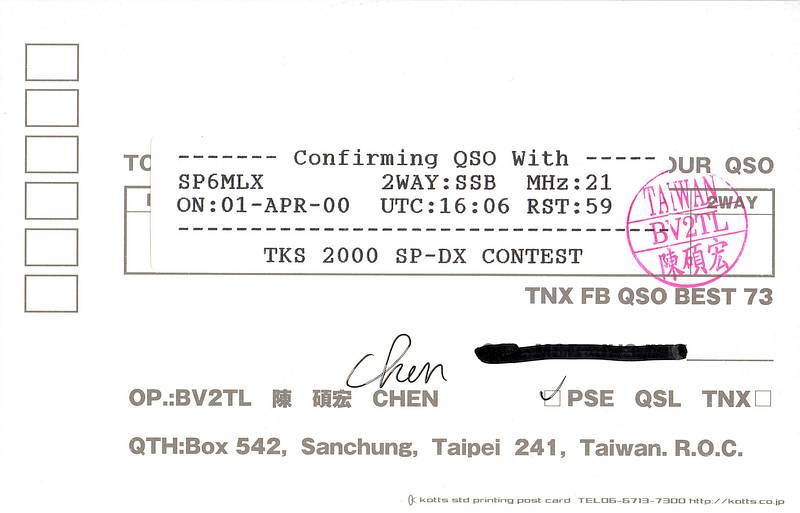 TO
------- Confirming QSO With -----
OUR QSO
SP6MLX 2WAY:SSB MHz:21
ON:01-APR-00 UTC:16:06 RST:59
2WAY
--------------------------------
TKS 2000 SP-DX CONTEST
TAIWAN
BV2TL
陳碩宏
TNX FB QSO BEST 73
Chen
OP.:BV2TL 陳 碩宏 CHEN ✓□PSE QSL TNX□
QTH:Box 542, Sanchung, Taipei 241, Taiwan. R.O.C.
kotts std printing post card TEL06-6713-7300 http://kotts.co.jp